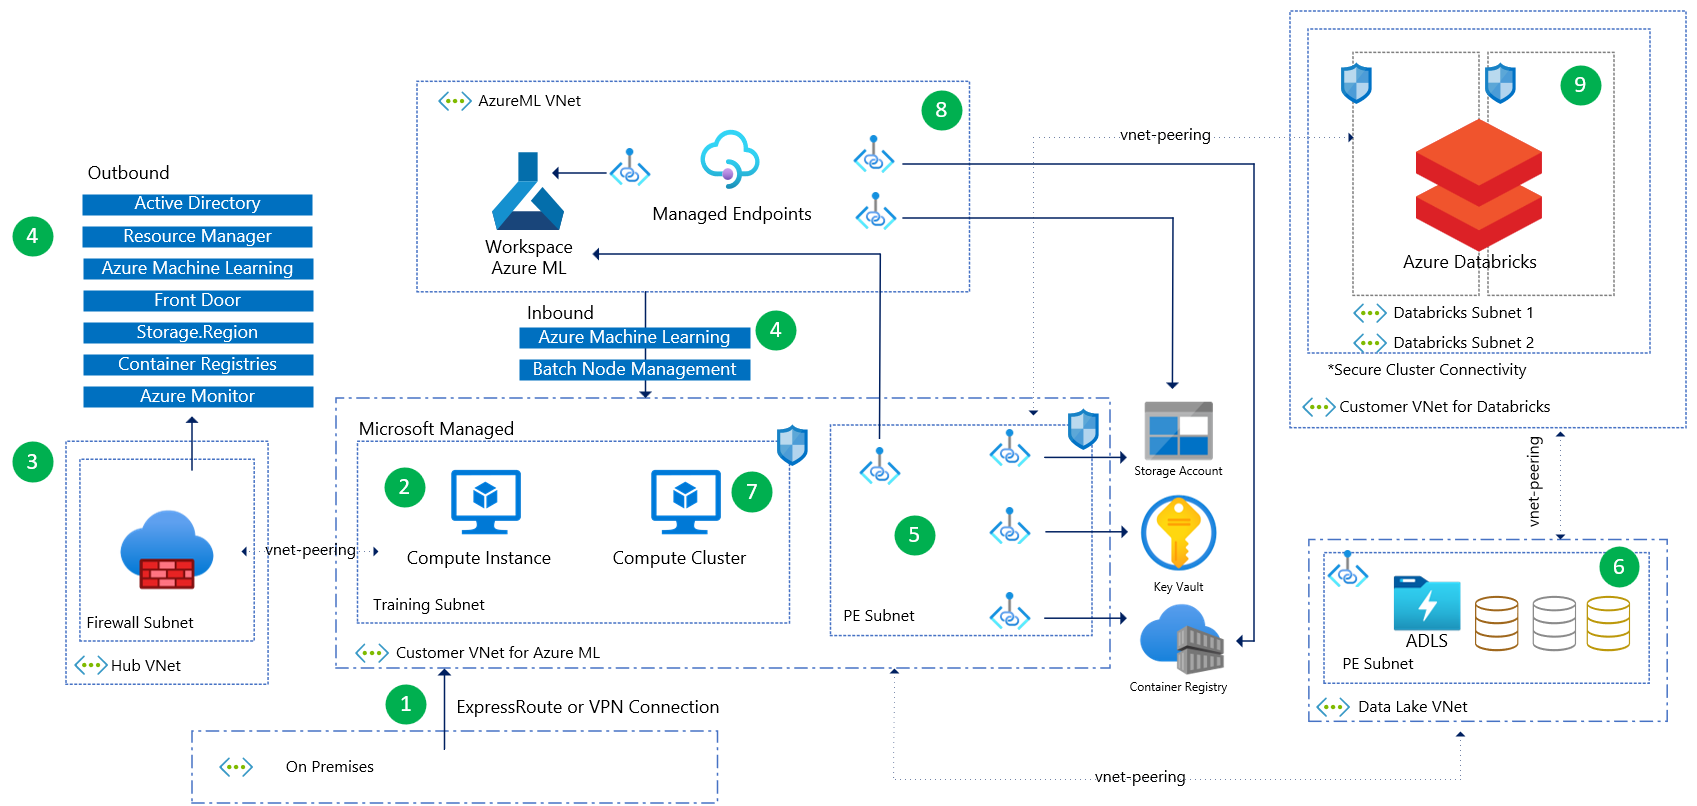 Outbound
4
Active Directory
Resource Manager
Azure Machine Learning
Front Door
Storage.Region
Container Registries
Azure Monitor
3
Firewall Subnet
Hub VNet
vnet-peering
AzureML VNet
8
Managed Endpoints
Workspace
Azure ML
Inbound
4
Azure Machine Learning
Batch Node Management
Microsoft Managed
2
7
Compute Instance
Compute Cluster
Training Subnet
Customer VNet for Azure ML
5
PE Subnet
1
ExpressRoute or VPN Connection
On Premises
Storage Account
Key Vault
Container Registry
vnet-peering
9
Azure Databricks
Databricks Subnet 1
Databricks Subnet 2
*Secure Cluster Connectivity
Customer VNet for Databricks
vnet-peering
6
ADLS
PE Subnet
Data Lake VNet
vnet-peering